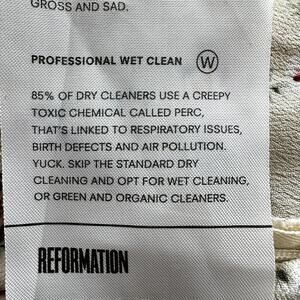 GROSS AND SAD.
PROFESSIONAL WET CLEAN W
85% OF DRY CLEANERS USE A CREEPY
TOXIC CHEMICAL CALLED PERC,
THAT'S LINKED TO RESPIRATORY ISSUES,
BIRTH DEFECTS AND AIR POLLUTION.
YUCK. SKIP THE STANDARD DRY
CLEANING AND OPT FOR WET CLEANING,
OR GREEN AND ORGANIC CLEANERS.
REFORMATION